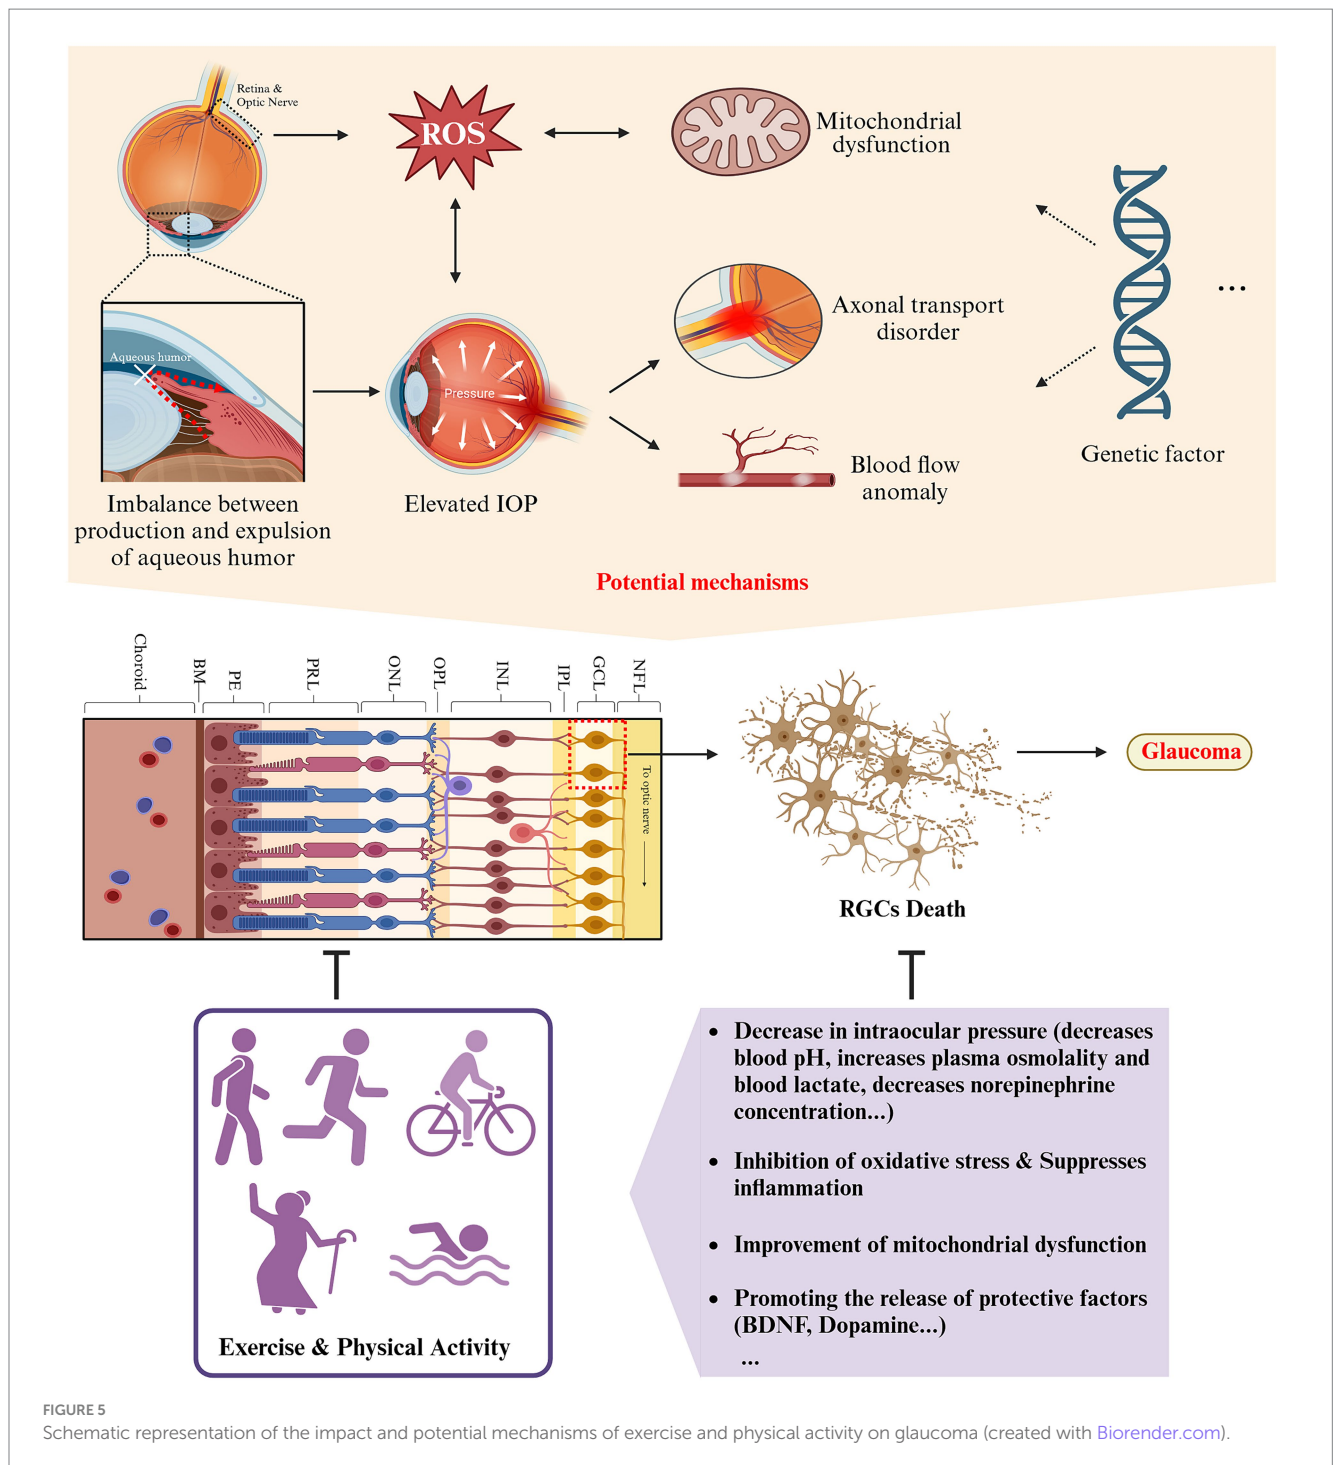 Retina &
Optic Nerve
ROS
Mitochondrial
dysfunction
Aqueous humor
Pressure
Axonal transport
disorder
...
Imbalance between
production and expulsion
of aqueous humor
Elevated IOP
Blood flow
anomaly
Genetic factor
Potential mechanisms
Choroid
BM
PE
PRL
ONL
OPL
INL
IPL
GCL
NFL
To optic nerve
Glaucoma
RGCs Death
Exercise & Physical Activity
• Decrease in intraocular pressure (decreases
blood pH, increases plasma osmolality and
blood lactate, decreases norepinephrine
concentration...)
• Inhibition of oxidative stress & Suppresses
inflammation
• Improvement of mitochondrial dysfunction
• Promoting the release of protective factors
(BDNF, Dopamine...)
...
FIGURE 5
Schematic representation of the impact and potential mechanisms of exercise and physical activity on glaucoma (created with Biorender.com).